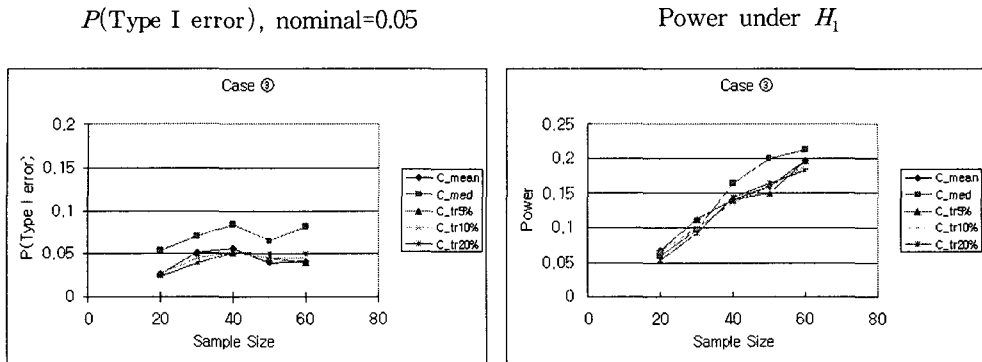 P(Type I error), nominal=0.05
Power under H₁
Case ③
0.2
0.15
0.1
0.05
0
P(Type I error)
0
20
40
60
80
Sample Size
C_mean
C_med
C_tr5%
C_tr10%
C_tr20%
Case ③
0.25
0.2
0.15
0.1
0.05
0
Power
0
20
40
60
80
Sample Size
C_mean
C_med
C_tr5%
C_tr10%
C_tr20%